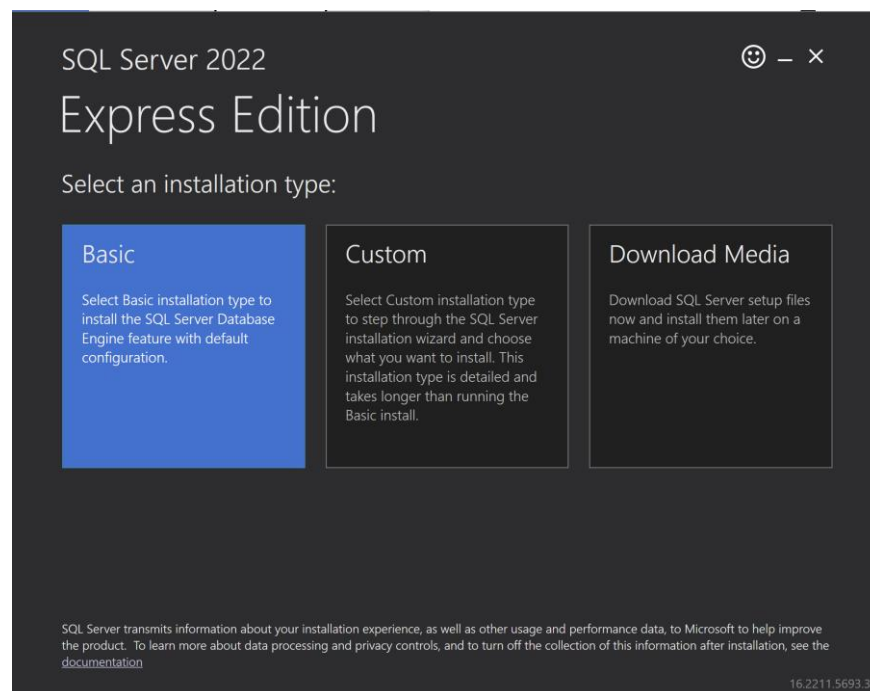 SQL Server 2022
Express Edition
Select an installation type:
Basic
Select Basic installation type to
install the SQL Server Database
Engine feature with default
configuration.
Custom
Select Custom installation type
to step through the SQL Server
installation wizard and choose
what you want to install. This
installation type is detailed and
takes longer than running the
Basic install.
Download Media
Download SQL Server setup files
now and install them later on a
machine of your choice.
SQL Server transmits information about your installation experience, as well as other usage and performance data, to Microsoft to help improve
the product.  To learn more about data processing and privacy controls, and to turn off the collection of this information after installation, see the
documentation
16.2211.5693.3